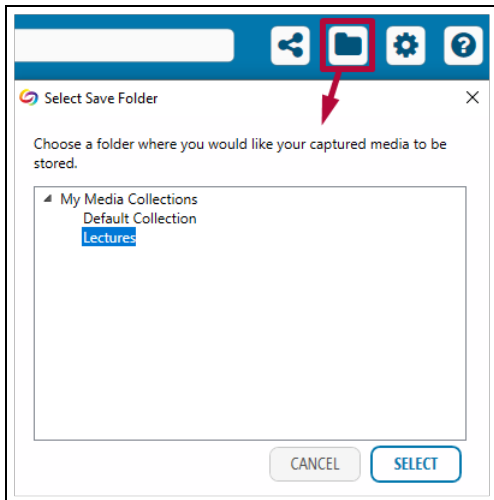 Select Save Folder
Choose a folder where you would like your captured media to be
stored.
My Media Collections
Default Collection
Lectures
CANCEL SELECT